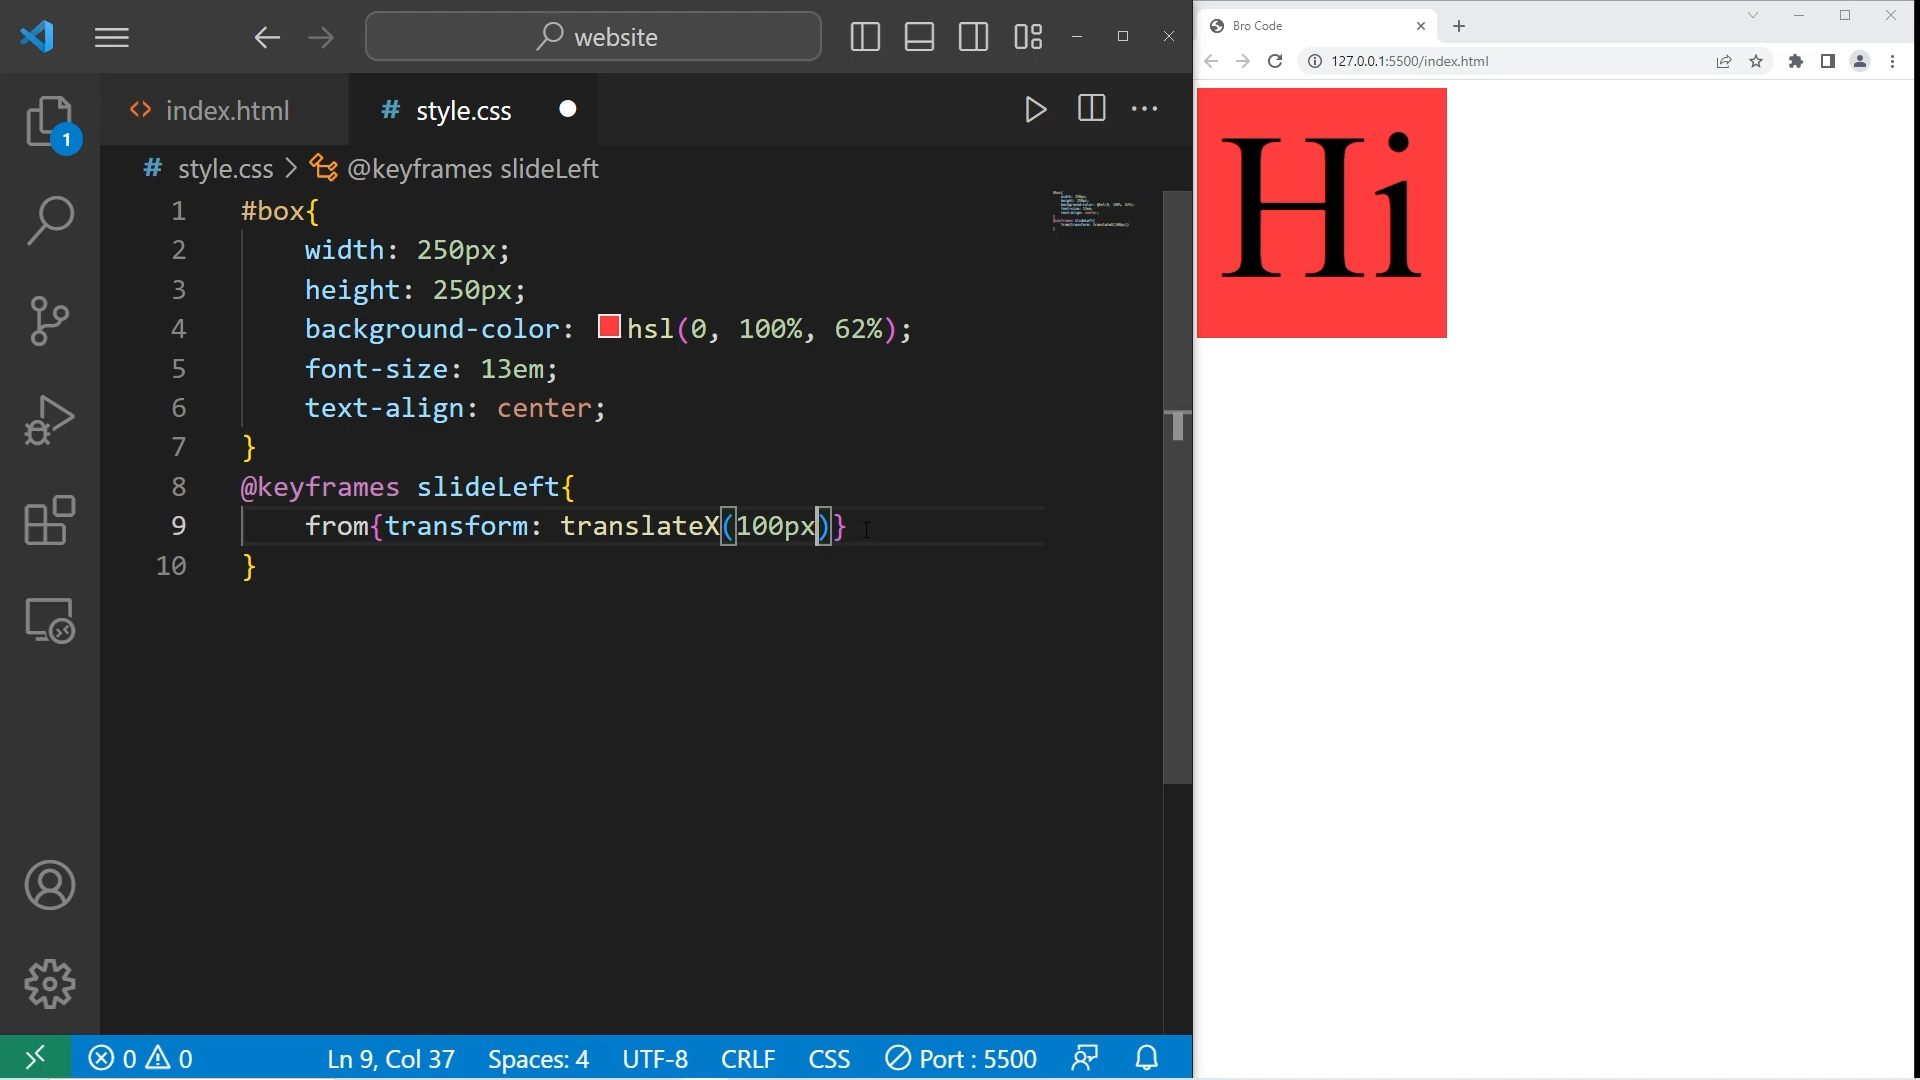 website
index.html
# style.css
# style.css > @keyframes slideLeft
1 #box{
2 width: 250px;
3 height: 250px;
4 background-color: hsl(0, 100%, 62%);
5 font-size: 13em;
6 text-align: center;
7 }
8 @keyframes slideLeft{
9 from{transform: translateX(100px)}
10 }
1
0 0 Ln 9, Col 37 Spaces: 4 UTF-8 CRLF CSS Port : 5500
Bro Code
127.0.0.1:5500/index.html
Hi